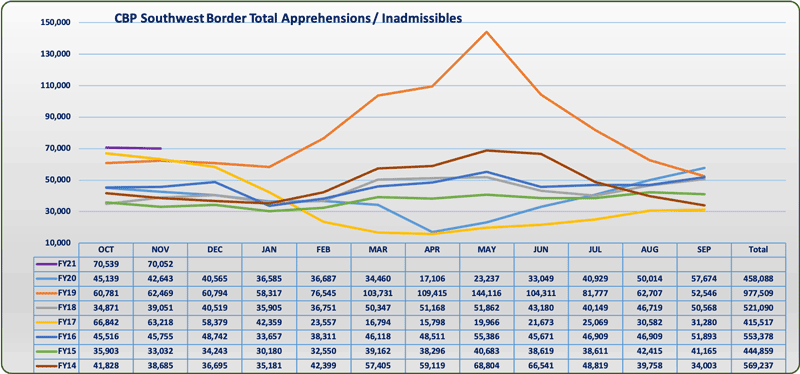 CBP Southwest Border Total Apprehensions / Inadmissibles
150,000
130,000
110,000
90,000
70,000
50,000
30,000
10,000
OCT NOV DEC JAN FEB MAR APR MAY JUN JUL AUG SEP Total
FY21 70,539 70,052
FY20 45,139 42,643 40,565 36,585 36,687 34,460 17,106 23,237 33,049 40,929 50,014 57,674 458,088
FY19 60,781 62,469 60,794 58,317 76,545 103,731 109,415 144,116 104,311 81,777 62,707 52,546 977,509
FY18 34,871 39,051 40,519 35,905 36,751 50,347 51,168 51,862 43,180 40,149 46,719 50,568 521,090
FY17 66,842 63,218 58,379 42,359 23,557 16,794 15,798 19,966 21,673 25,069 30,582 31,280 415,517
FY16 45,516 45,755 48,742 33,657 38,311 46,118 48,511 55,386 45,671 46,909 46,909 51,893 553,378
FY15 35,903 33,032 34,243 30,180 32,550 39,162 38,296 40,683 38,619 38,611 42,415 41,165 444,859
FY14 41,828 38,685 36,695 35,181 42,399 57,405 59,119 68,804 66,541 48,819 39,758 34,003 569,237